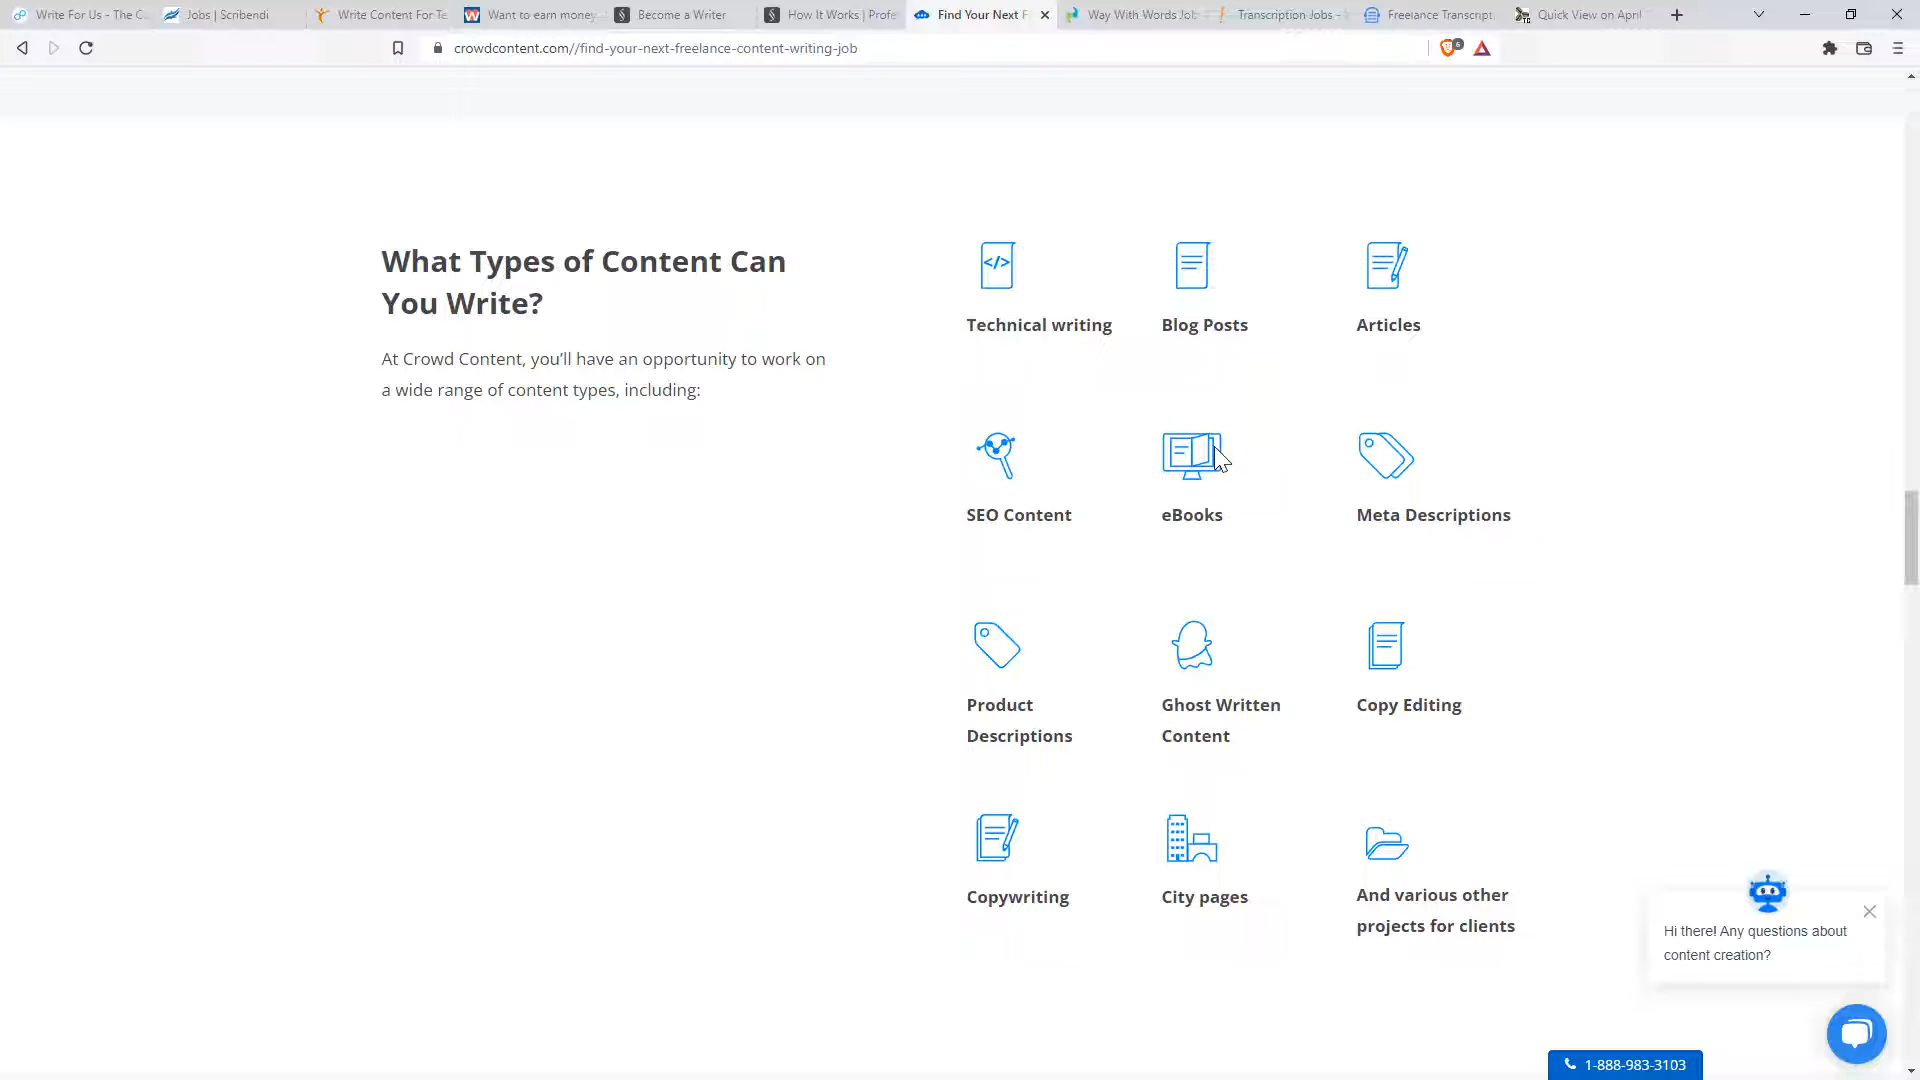 Write For Us - The C
Jobs | Scribendi
Write Content For Te
Want to earn money
Become a Writer
How It Works | Profe
Find Your Next F
Way With Words Job
Transcription Jobs -
Freelance Transcript
Quick View on April
crowdcontent.com//find-your-next-freelance-content-writing-job
What Types of Content Can
You Write?
At Crowd Content, you'll have an opportunity to work on
a wide range of content types, including:
</>
Technical writing
Blog Posts
Articles
SEO Content
eBooks
Meta Descriptions
Product
Descriptions
Ghost Written
Content
Copy Editing
Copywriting
City pages
And various other
projects for clients
Hi there! Any questions about
content creation?
1-888-983-3103